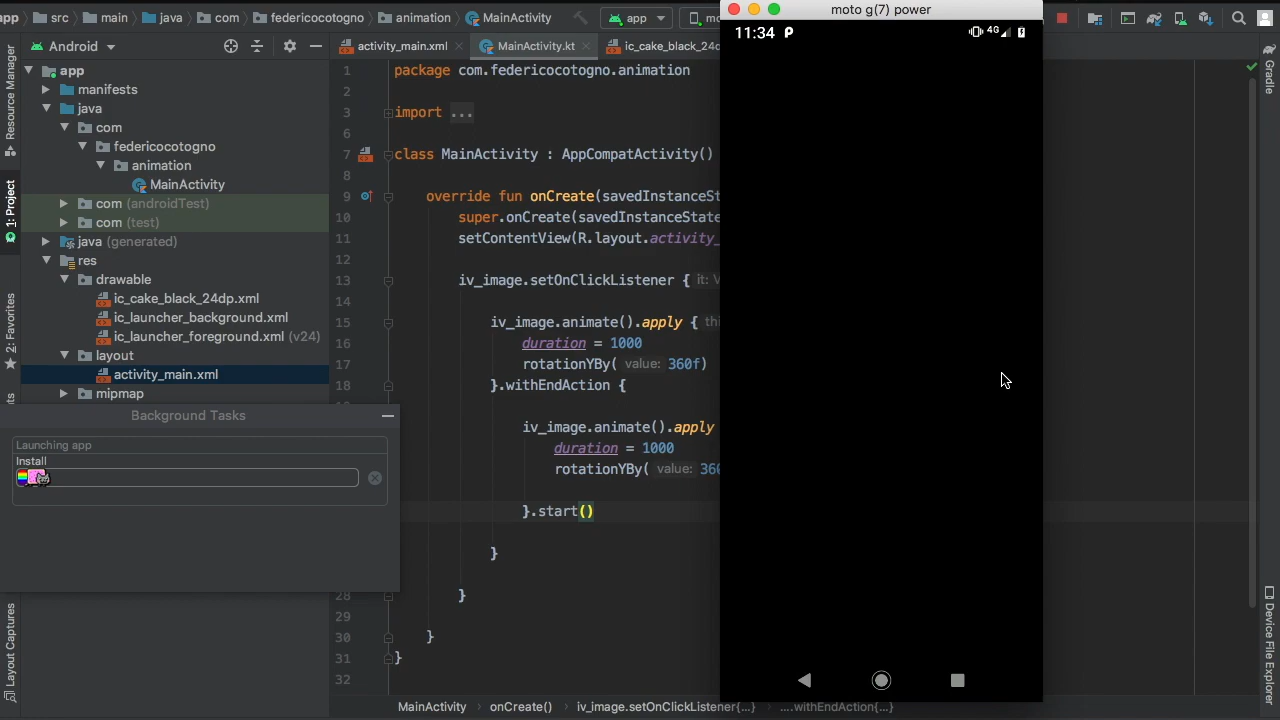 pp src main java com federicocotogno animation MainActivity app
Android
activity_main.xml MainActivity.kt ic_cake_black_24d
moto g(7) power
11:34 4G
Resource Manager
1: Project
2: Favorites
Layout Captures
app
manifests
java
com
federicocotogno
animation
MainActivity
com (androidTest)
com (test)
java (generated)
res
drawable
ic_cake_black_24dp.xml
ic_launcher_background.xml
ic_launcher_foreground.xml (v24)
layout
activity_main.xml
mipmap
Background Tasks
Launching app
Install
1 package com.federicocotogno.animation
2
3 import ...
6
7 class MainActivity : AppCompatActivity()
8
9 override fun onCreate(savedInstanceSt
10 super.onCreate(savedInstanceState
11 setContentView(R.layout.activity_
12
13 iv_image.setOnClickListener { it: V
14
15 iv_image.animate().apply { thi
16 duration = 1000
17 rotationYBy( value: 360f)
18 }.withEndAction {
iv_image.animate().apply
duration = 1000
rotationYBy( value: 360
}.start()
}
28 }
29
30 }
31 }
32
MainActivity onCreate() iv_image.setOnClickListener{...} ....withEndAction{...}
Gradle
Device File Explorer